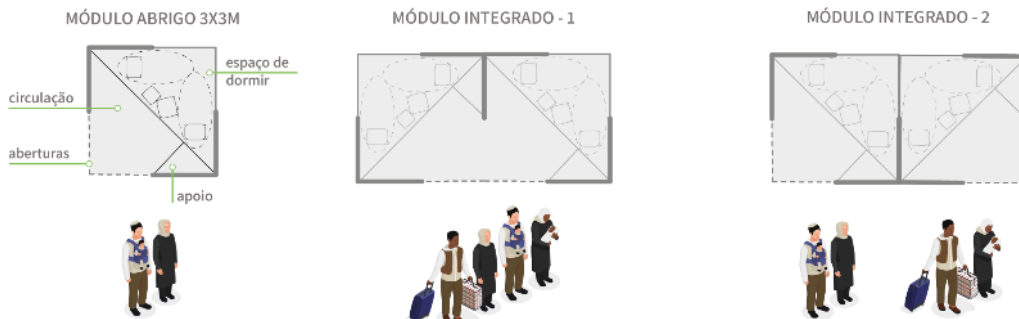 MÓDULO ABRIGO 3X3M
MÓDULO INTEGRADO - 1
MÓDULO INTEGRADO - 2
espaço de
dormir
circulação
aberturas
apoio